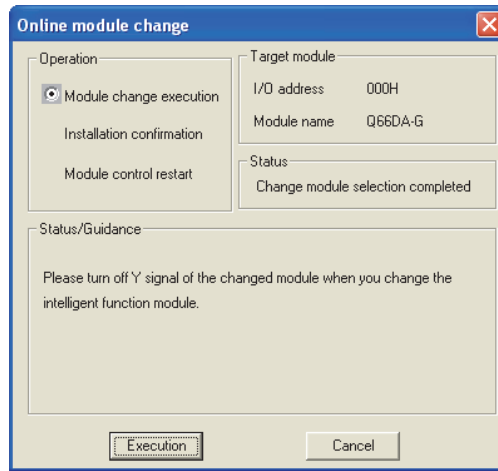 Online module change
Operation
Module change execution
Installation confirmation
Module control restart
Target module
I/O address 000H
Module name Q66DA-G
Status
Change module selection completed
Status/Guidance
Please turn off Y signal of the changed module when you change the
intelligent function module.
Execution
Cancel